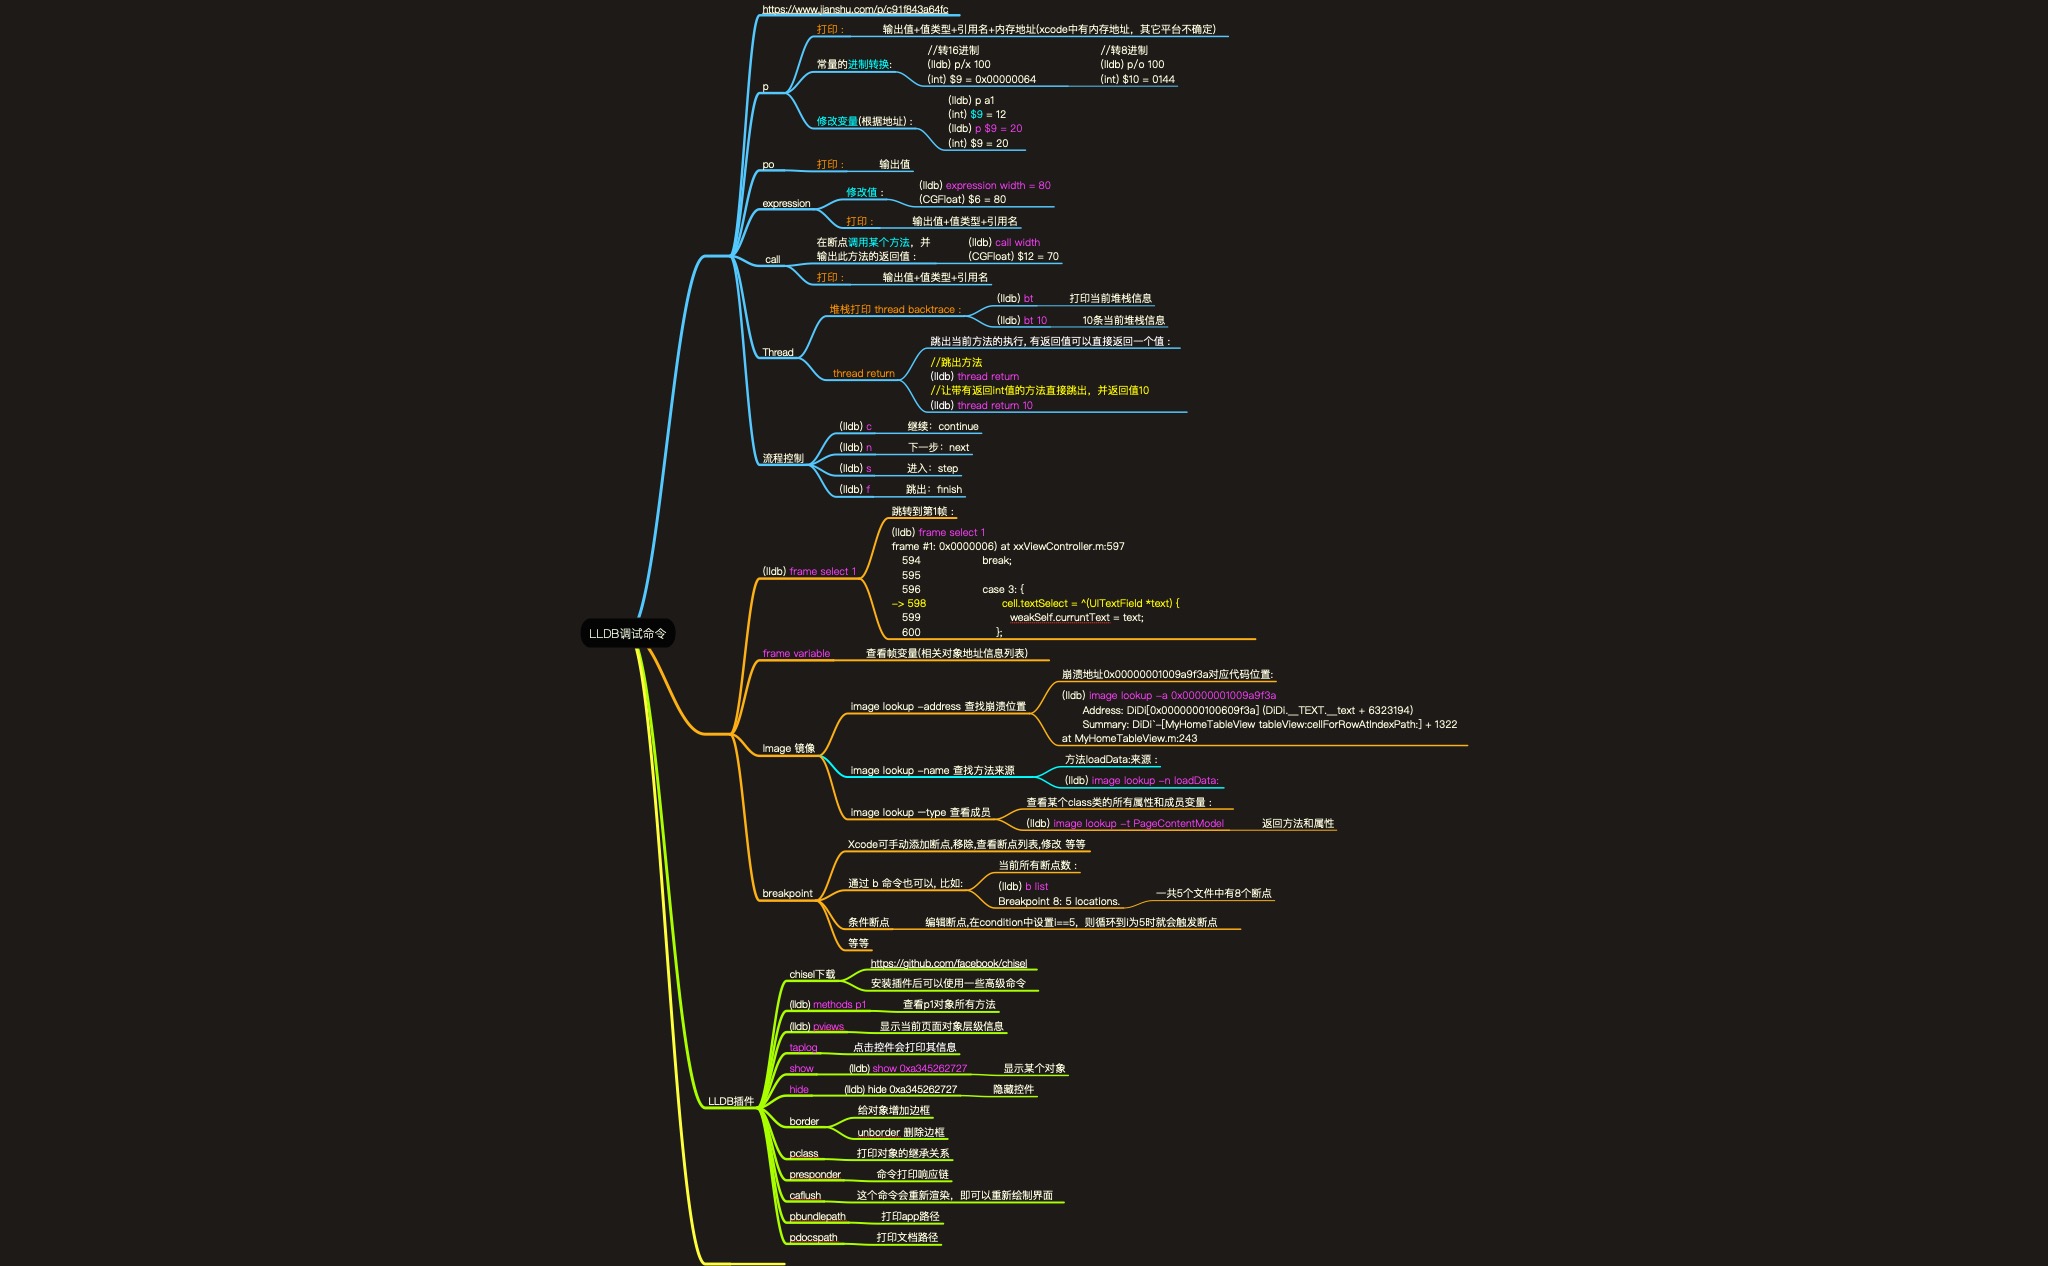 https://www.jianshu.com/p/c91f843a64fc
打印： 输出值+值类型+引用名+内存地址(xcode中有内存地址，其它平台不确定)
p
常量的进制转换:
//转16进制
(lldb) p/x 100
(int) $9 = 0x00000064
//转8进制
(lldb) p/o 100
(int) $10 = 0144
修改变量(根据地址)：
(lldb) p a1
(int) $9 = 12
(lldb) p $9 = 20
(int) $9 = 20
po 打印： 输出值
expression
修改值：
(lldb) expression width = 80
(CGFloat) $6 = 80
打印： 输出值+值类型+引用名
call
在断点调用某个方法，并
输出此方法的返回值：
(lldb) call width
(CGFloat) $12 = 70
打印： 输出值+值类型+引用名
Thread
堆栈打印 thread backtrace：
(lldb) bt 打印当前堆栈信息
(lldb) bt 10 10条当前堆栈信息
thread return
跳出当前方法的执行, 有返回值可以直接返回一个值：
//跳出方法
(lldb) thread return
//让带有返回int值的方法直接跳出，并返回值10
(lldb) thread return 10
流程控制
(lldb) c 继续：continue
(lldb) n 下一步：next
(lldb) s 进入：step
(lldb) f 跳出：finish
LLDB调试命令
(lldb) frame select 1
跳转到第1帧：
(lldb) frame select 1
frame #1: 0x0000006) at xxViewController.m:597
594 break;
595
596 case 3: {
-> 598 cell.textSelect = ^(UITextField *text) {
599 weakSelf.curruntText = text;
600 };
frame variable 查看帧变量(相关对象地址信息列表)
Image 镜像
image lookup -address 查找崩溃位置
崩溃地址0x00000001009a9f3a对应代码位置:
(lldb) image lookup -a 0x00000001009a9f3a
Address: DiDi[0x0000000100609f3a] (DiDi.__TEXT.__text + 6323194)
Summary: DiDi`-[MyHomeTableView tableView:cellForRowAtIndexPath:] + 1322
at MyHomeTableView.m:243
image lookup -name 查找方法来源
方法loadData:来源：
(lldb) image lookup -n loadData:
image lookup —type 查看成员
查看某个class类的所有属性和成员变量：
(lldb) image lookup -t PageContentModel 返回方法和属性
breakpoint
Xcode可手动添加断点,移除,查看断点列表,修改 等等
通过 b 命令也可以, 比如:
当前所有断点数：
(lldb) b list
Breakpoint 8: 5 locations.
一共5个文件中有8个断点
条件断点 编辑断点,在condition中设置i==5，则循环到i为5时就会触发断点
等等
LLDB插件
chisel下载
https://github.com/facebook/chisel
安装插件后可以使用一些高级命令
(lldb) methods p1 查看p1对象所有方法
(lldb) pviews 显示当前页面对象层级信息
taplog 点击控件会打印其信息
show (lldb) show 0xa345262727 显示某个对象
hide (lldb) hide 0xa345262727 隐藏控件
border
给对象增加边框
unborder 删除边框
pclass 打印对象的继承关系
presponder 命令打印响应链
caflush 这个命令会重新渲染，即可以重新绘制界面
pbundlepath 打印app路径
pdocspath 打印文档路径